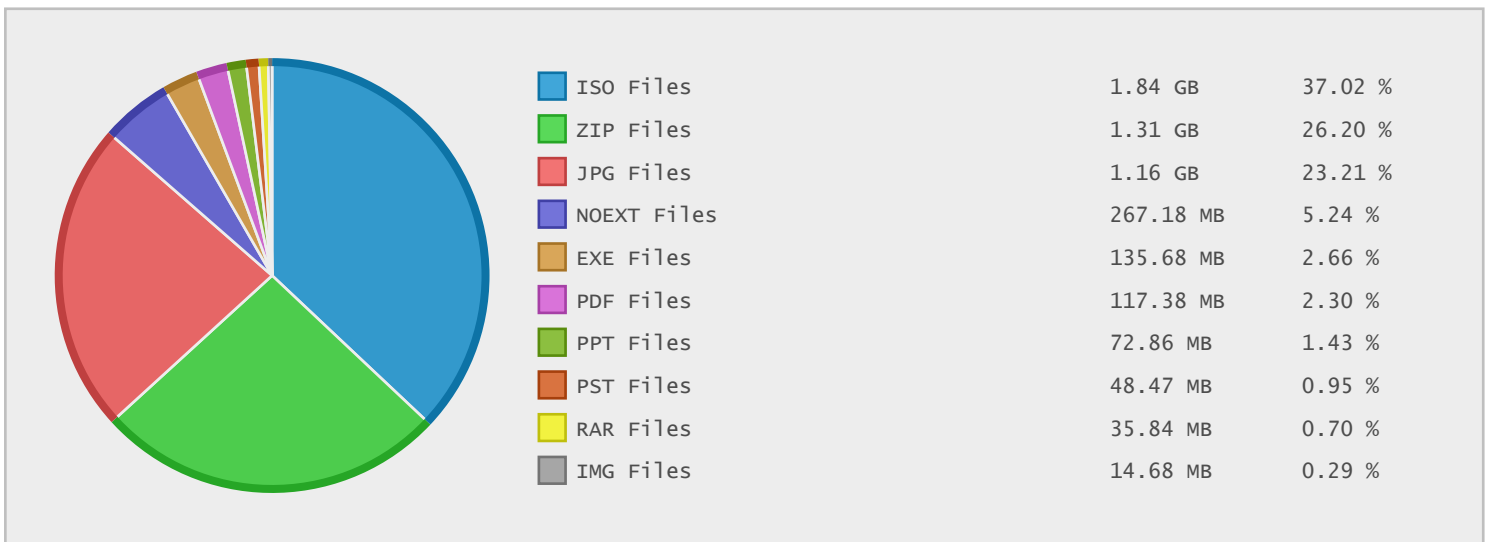 ISO Files 1.84 GB 37.02 %
ZIP Files 1.31 GB 26.20 %
JPG Files 1.16 GB 23.21 %
NOEXT Files 267.18 MB 5.24 %
EXE Files 135.68 MB 2.66 %
PDF Files 117.38 MB 2.30 %
PPT Files 72.86 MB 1.43 %
PST Files 48.47 MB 0.95 %
RAR Files 35.84 MB 0.70 %
IMG Files 14.68 MB 0.29 %